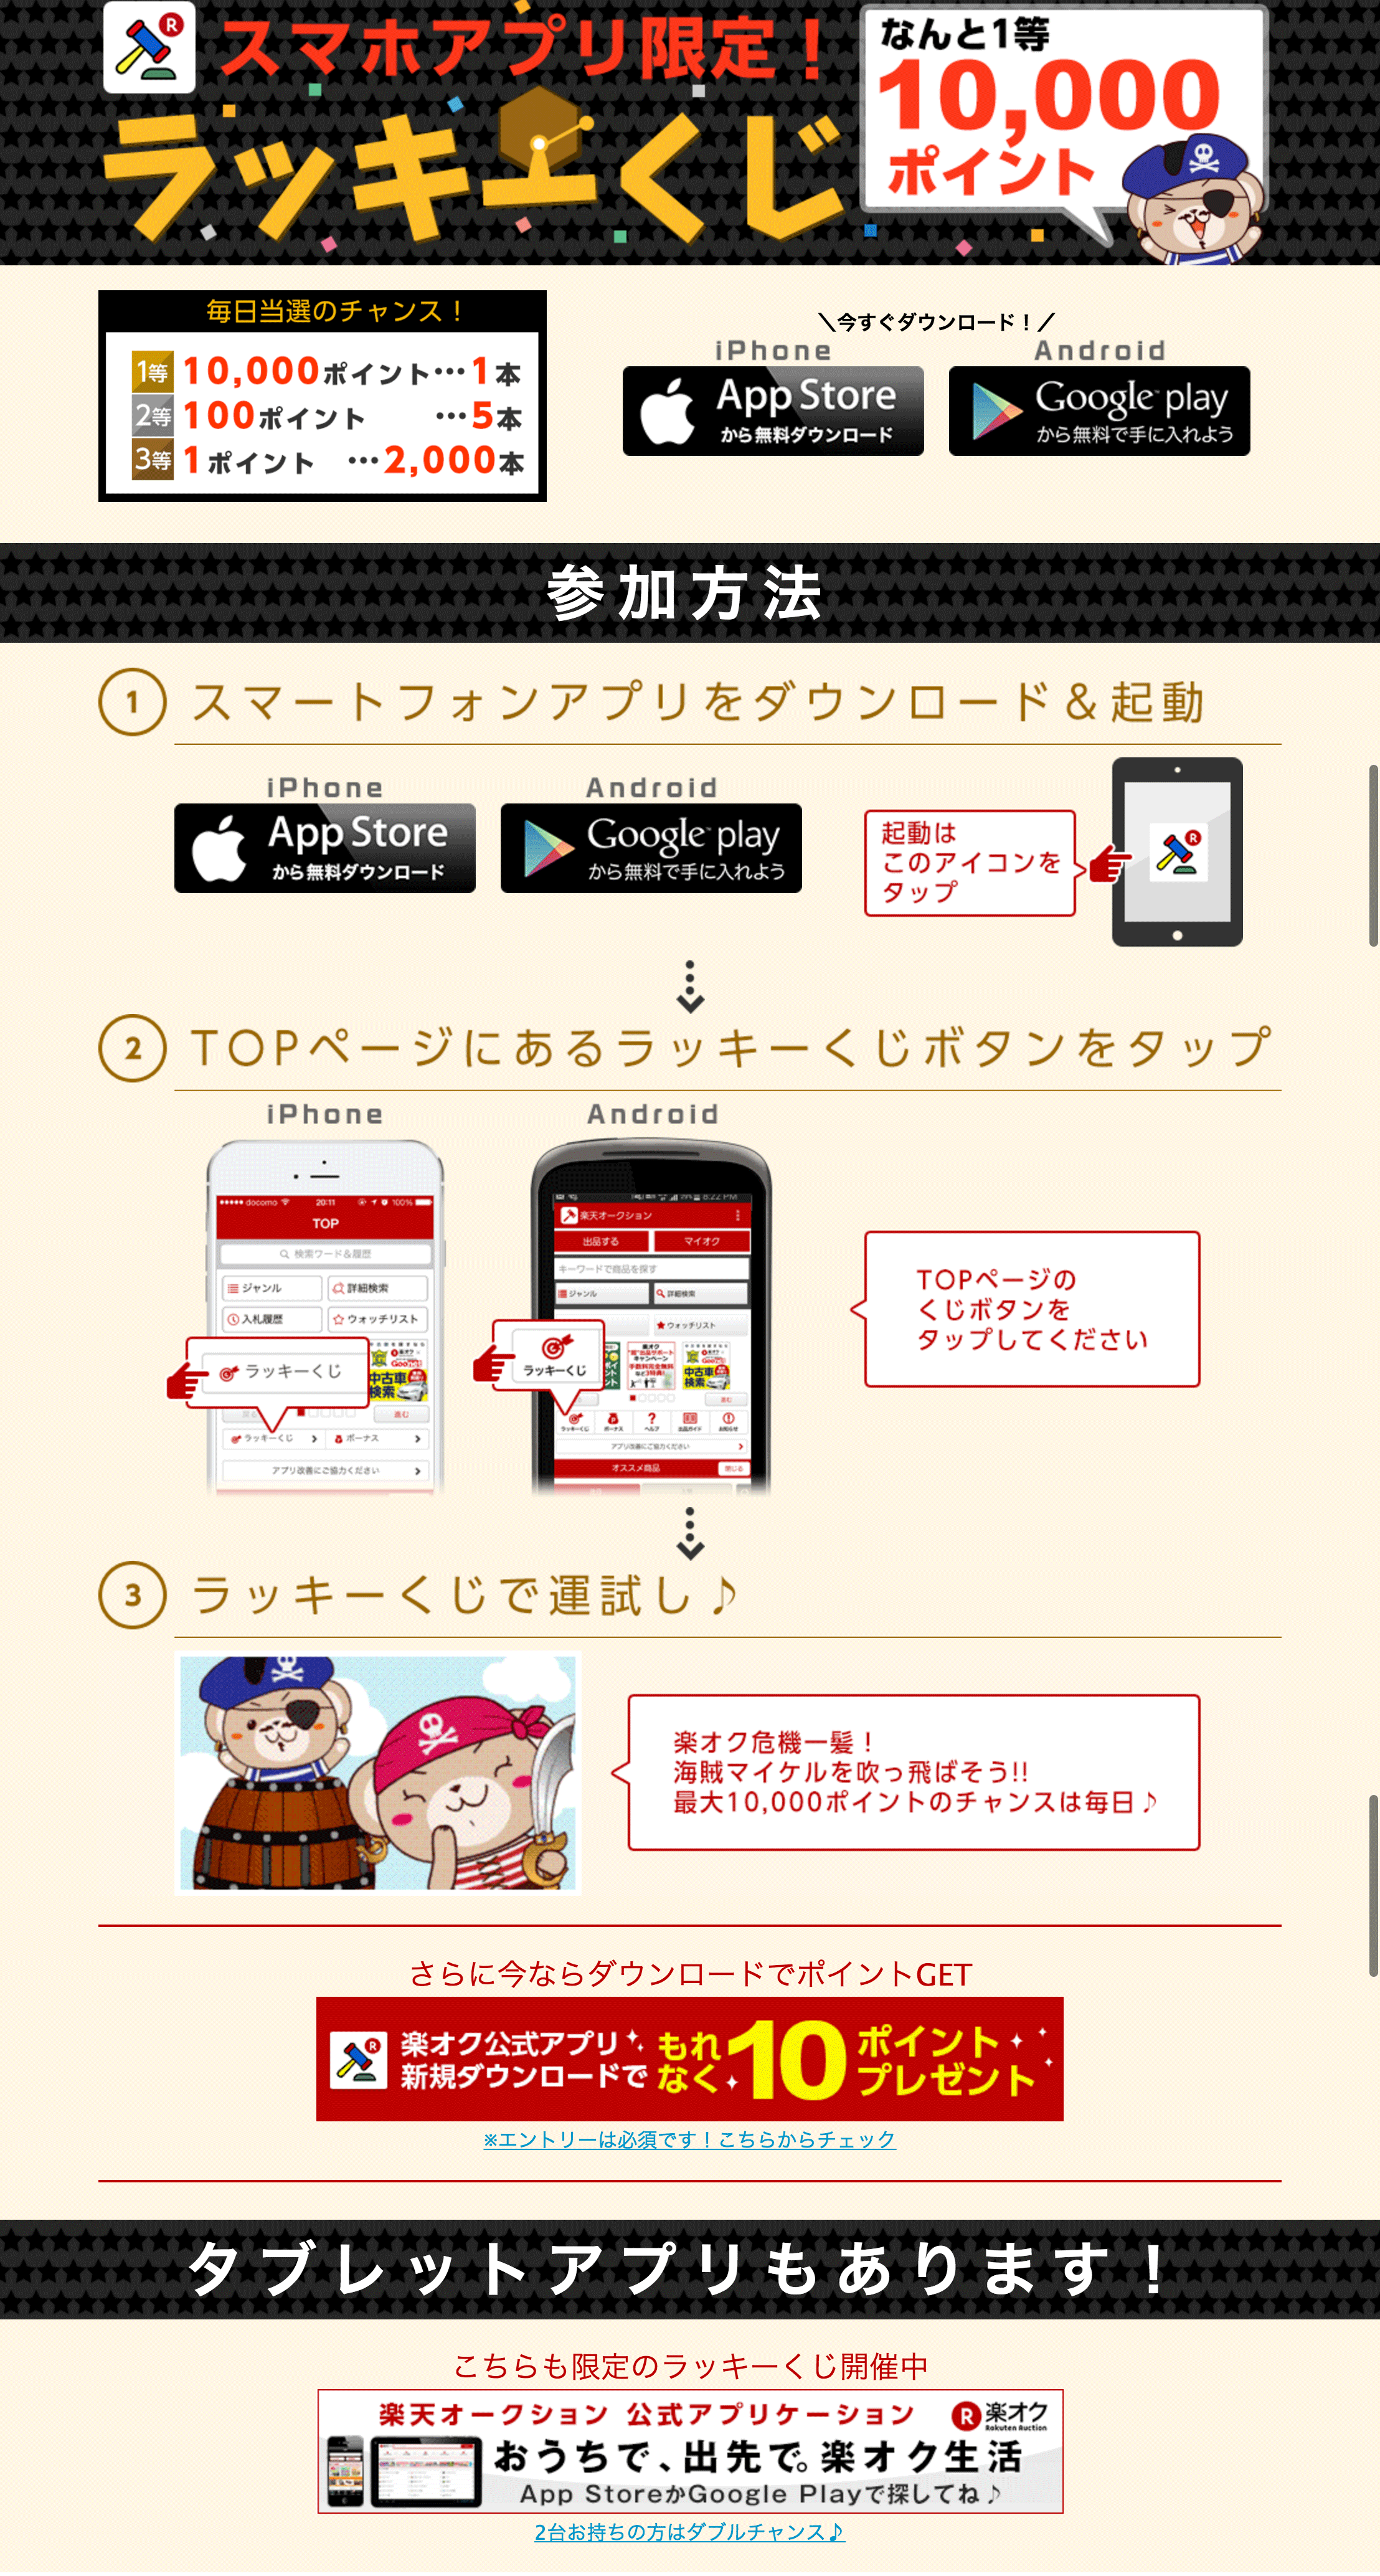 スマホアプリ限定！
ラッキーくじ
なんと1等
10,000
ポイント
毎日当選のチャンス！
1等 10,000ポイント…1本
2等 100ポイント …5本
3等 1ポイント …2,000本
＼今すぐダウンロード！／
iPhone
App Store
から無料ダウンロード
Android
Google play
から無料で手に入れよう
参加方法
1 スマートフォンアプリをダウンロード＆起動
iPhone
App Store
から無料ダウンロード
Android
Google play
から無料で手に入れよう
起動は
このアイコンを
タップ
R
2 TOPページにあるラッキーくじボタンをタップ
iPhone
docomo 20:11 100%
TOP
検索ワード＆履歴
ジャンル 詳細検索
入札履歴 ウォッチリスト
ラッキーくじ
中古車
検索
進む
ラッキーくじ ボーナス
アプリ改善にご協力ください
Android
8:22 PM
楽天オークション
出品する マイオク
キーワードで商品を探す
ジャンル 詳細検索
ウォッチリスト
ラッキーくじ
中古車
検索
進む
ラッキーくじ ボーナス ヘルプ 出品ガイド お知らせ
アプリ改善にご協力ください
オススメ商品 閉じる
TOPページの
くじボタンを
タップしてください
3 ラッキーくじで運試し♪
楽オク危機一髪！
海賊マイケルを吹っ飛ばそう!!
最大10,000ポイントのチャンスは毎日♪
さらに今ならダウンロードでポイントGET
楽オク公式アプリ
新規ダウンロードで
もれ
なく
10
ポイント
プレゼント
※エントリーは必須です！こちらからチェック
タブレットアプリもあります！
こちらも限定のラッキーくじ開催中
楽天オークション 公式アプリケーション
R 楽オク
Rakuten Auction
おうちで、出先で。楽オク生活
App StoreかGoogle Playで探してね♪
2台お持ちの方はダブルチャンス♪